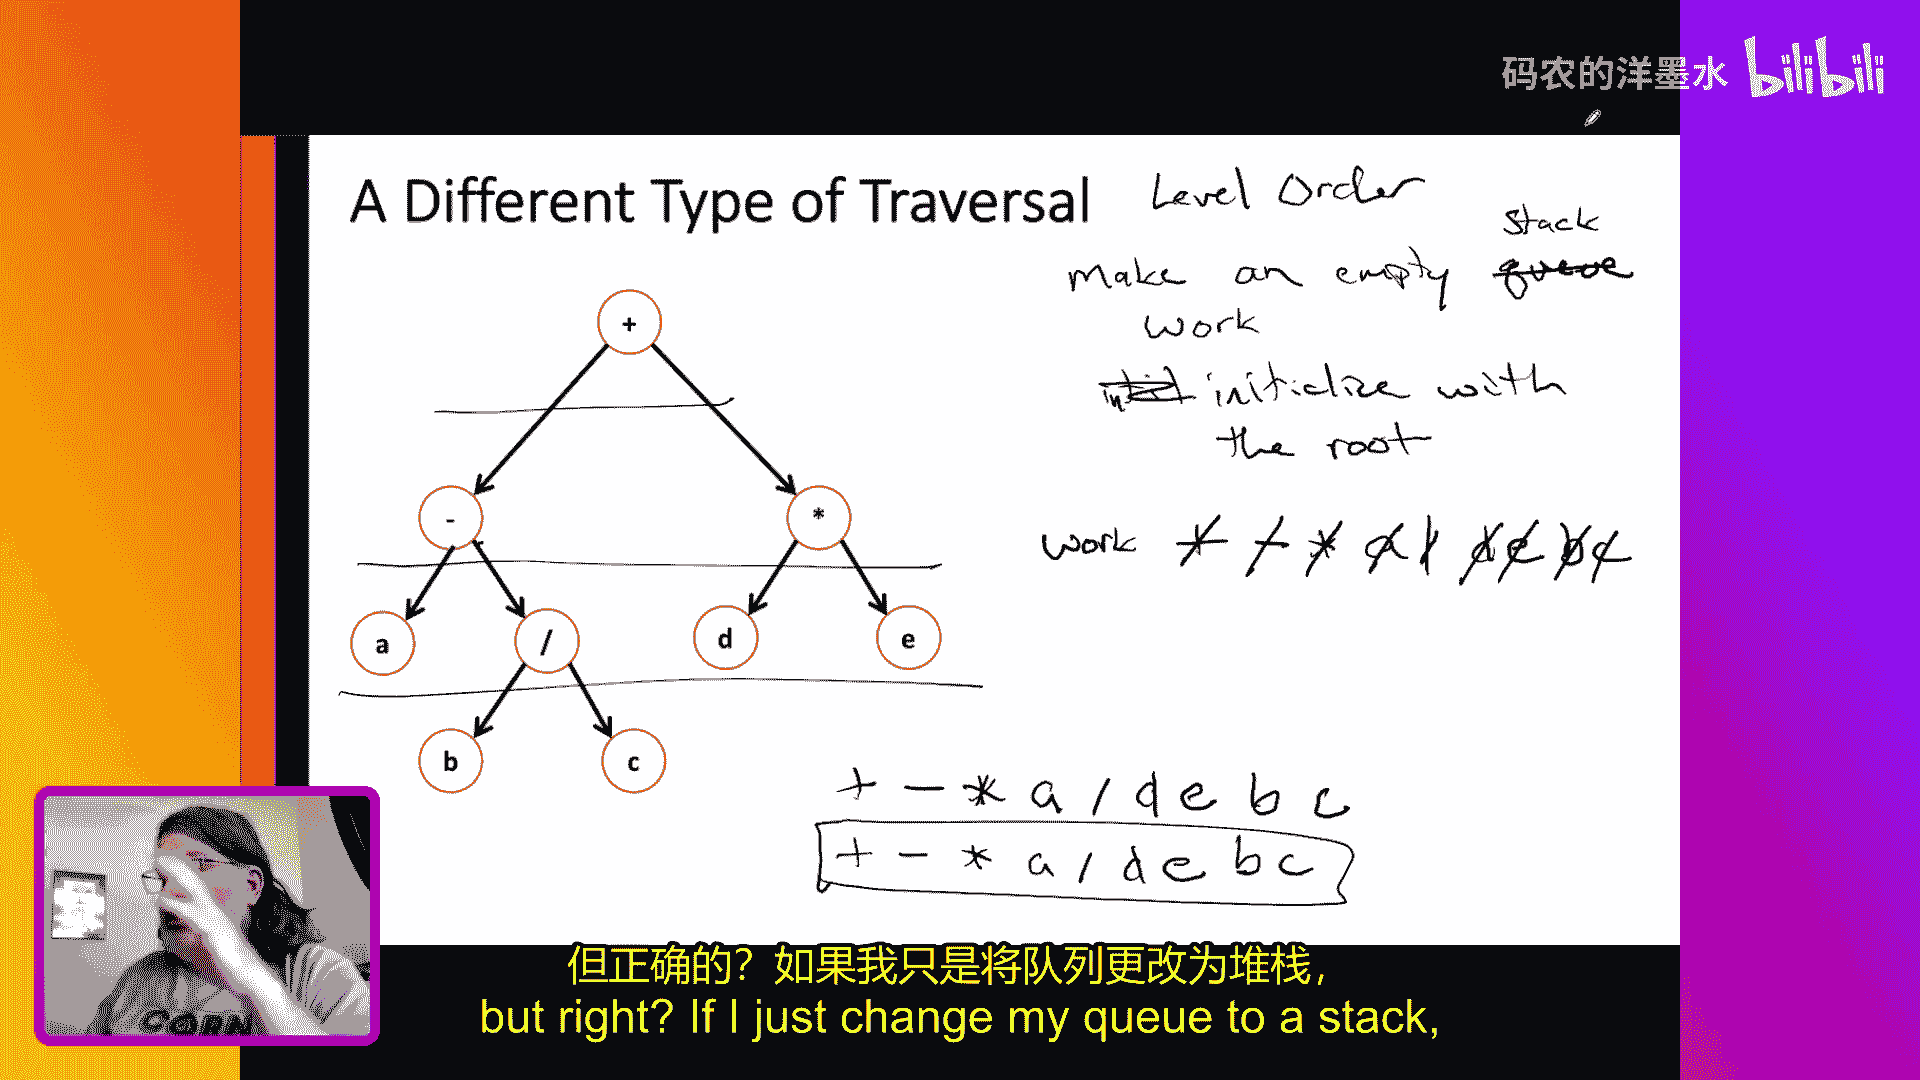 码农的洋墨水 bilibili
A Different Type of Traversal
Level Order
stack
make an empty queue
work
initialize with
the root
+
-
*
a
/
d
e
b
c
work + - * a / d e b c
+ - * a / d e b c
+ - * a / d e b c
CORN
但正确的？如果我只是将队列更改为堆栈，
but right? If I just change my queue to a stack,